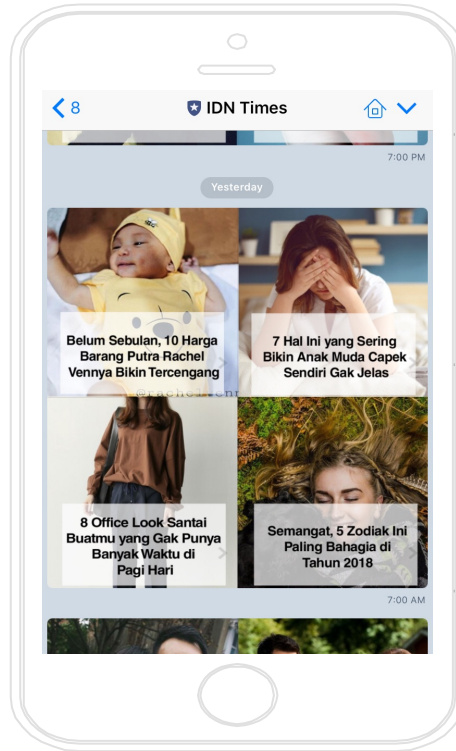 8
IDN Times
7:00 PM
Yesterday
Belum Sebulan, 10 Harga
Barang Putra Rachel
Vennya Bikin Tercengang
7 Hal Ini yang Sering
Bikin Anak Muda Capek
Sendiri Gak Jelas
8 Office Look Santai
Buatmu yang Gak Punya
Banyak Waktu di
Pagi Hari
Semangat, 5 Zodiak Ini
Paling Bahagia di
Tahun 2018
7:00 AM